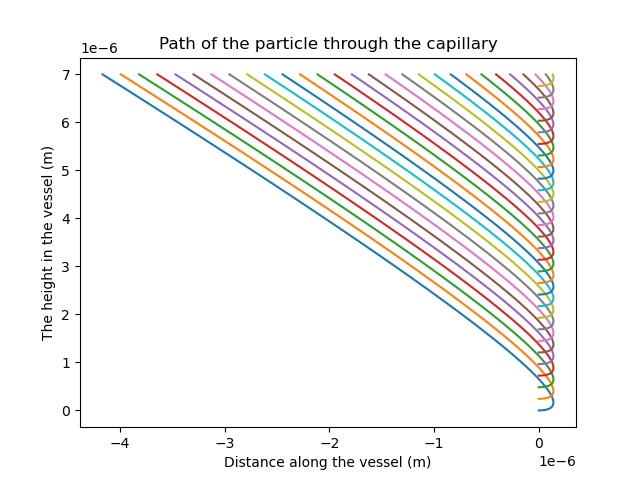 Path of the particle through the capillary
1e−6
7
6
5
4
3
2
1
0
The height in the vessel (m)
−4 −3 −2 −1 0
Distance along the vessel (m)
1e−6